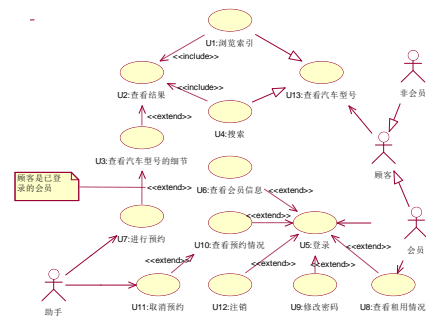 U1:浏览索引
<<include>>
非会员
U2:查看结果
<<include>>
U13:查看汽车型号
<<extend>>
U4:搜索
U3:查看汽车型号的细节
顾客
顾客是已登
录的会员
<<extend>>
U6:查看会员信息
<<extend>>
<<extend>>
U7:进行预约
U10:查看预约情况
U5:登录
<<extend>>
会员
<<extend>>
<<extend>>
<<extend>>
助手
U11:取消预约
U12:注销
U9:修改密码
U8:查看租用情况